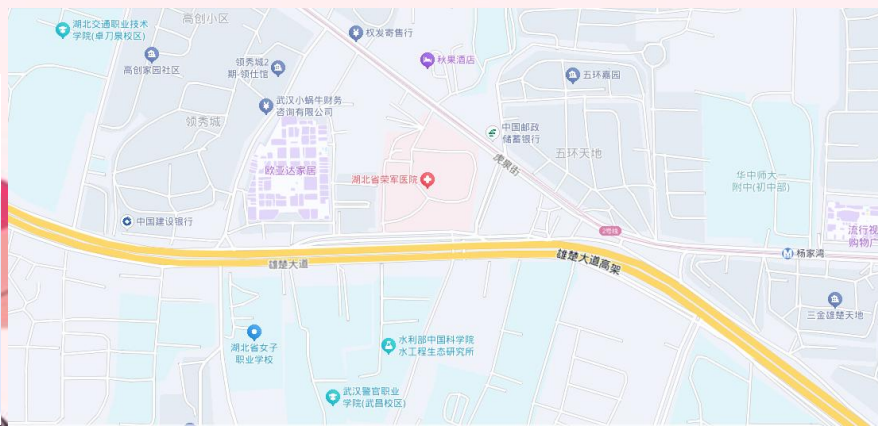 高创小区
湖北交通职业技术
学院(卓刀泉校区)
权发寄售行
高创家园社区
领秀城2
期-领仕馆
秋果酒店
五环嘉园
武汉小蜗牛财务
咨询有限公司
领秀城
中国邮政
储蓄银行
五环天地
虎泉街
欧亚达家居
湖北省荣军医院
华中师大一
附中(初中部)
中国建设银行
2号线
流行视
购物广
杨家湾
雄楚大道
雄楚大道高架
三金雄楚天地
湖北省女子
职业学校
水利部中国科学院
水工程生态研究所
武汉警官职业
学院(武昌校区)